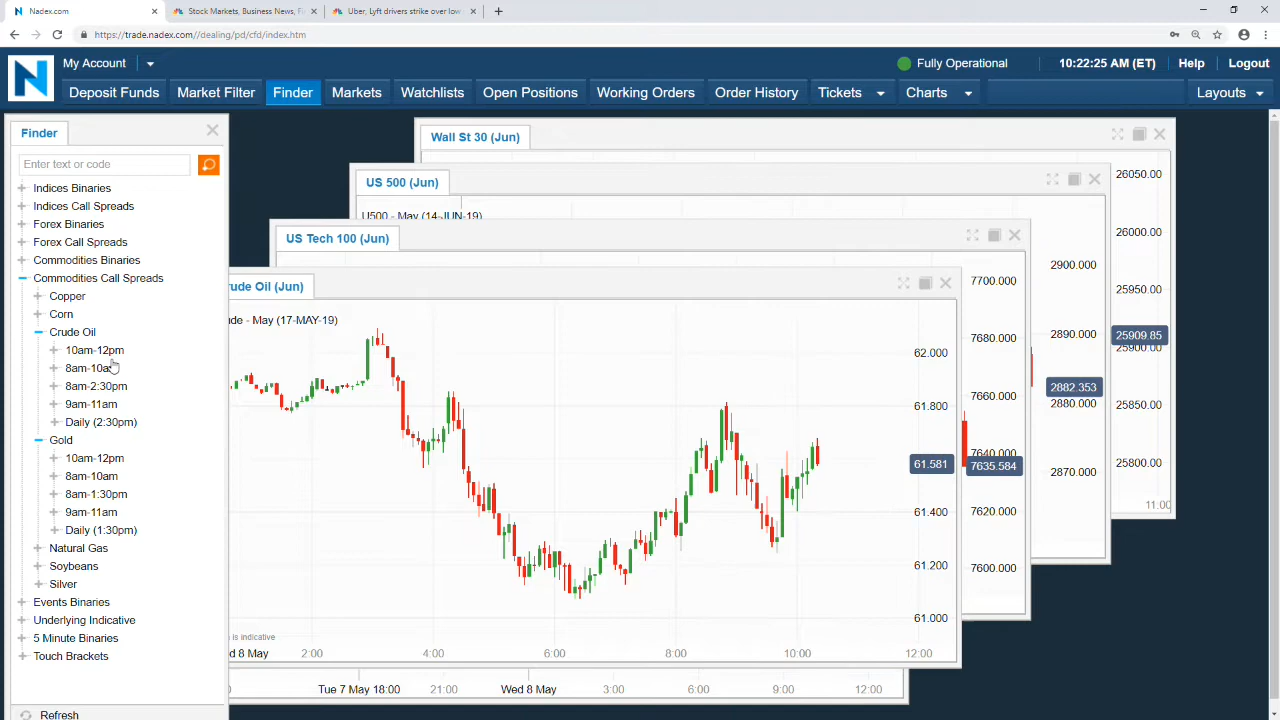 Nadex.com
Stock Markets, Business News, Fi
Uber, Lyft drivers strike over low
https://trade.nadex.com//dealing/pd/cfd/index.htm
N
My Account
Fully Operational
10:22:25 AM (ET)
Help
Logout
Deposit Funds
Market Filter
Finder
Markets
Watchlists
Open Positions
Working Orders
Order History
Tickets
Charts
Layouts
Finder
Enter text or code
Indices Binaries
Indices Call Spreads
Forex Binaries
Forex Call Spreads
Commodities Binaries
Commodities Call Spreads
Copper
Corn
Crude Oil
10am-12pm
8am-10a
8am-2:30pm
9am-11am
Daily (2:30pm)
Gold
10am-12pm
8am-10am
8am-1:30pm
9am-11am
Daily (1:30pm)
Natural Gas
Soybeans
Silver
Events Binaries
Underlying Indicative
5 Minute Binaries
Touch Brackets
Refresh
Wall St 30 (Jun)
26050.00
26000.00
25950.00
25909.85
25900.00
25850.00
25800.00
11:00
US 500 (Jun)
U500 - May (14-JUN-19)
2900.000
2890.000
2882.353
2880.000
2870.000
US Tech 100 (Jun)
7700.000
7680.000
7660.000
7640.000
7635.584
7620.000
7600.000
rude Oil (Jun)
de - May (17-MAY-19)
62.000
61.800
61.581
61.400
61.200
61.000
is indicative
d 8 May
2:00
4:00
6:00
8:00
10:00
12:00
Tue 7 May 18:00
21:00
Wed 8 May
3:00
6:00
9:00
12:00